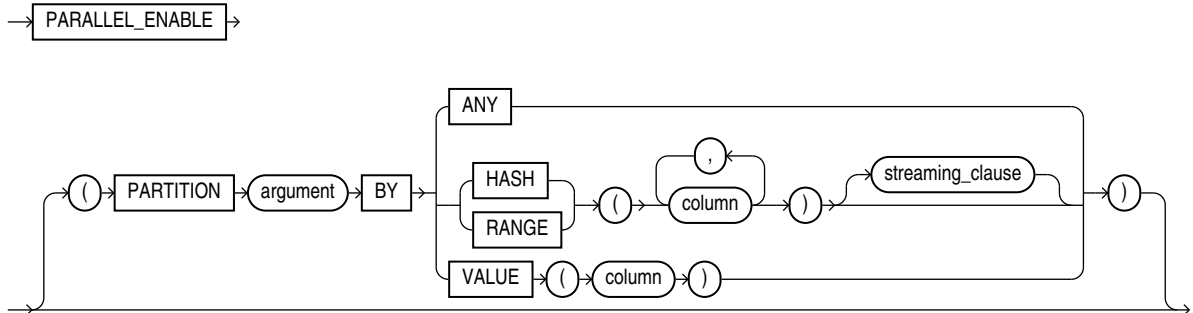 PARALLEL_ENABLE
ANY
,
HASH
streaming_clause
( PARTITION argument BY ( column ) )
RANGE
VALUE ( column )